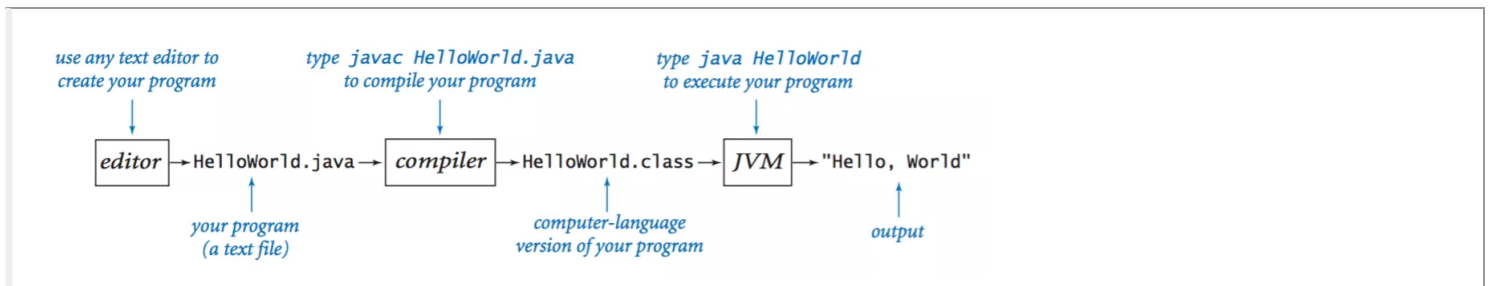 use any text editor to
create your program
type javac HelloWorld.java
to compile your program
type java HelloWorld
to execute your program
editor
HelloWorld.java
compiler
HelloWorld.class
JVM
"Hello, World"
your program
(a text file)
computer-language
version of your program
output